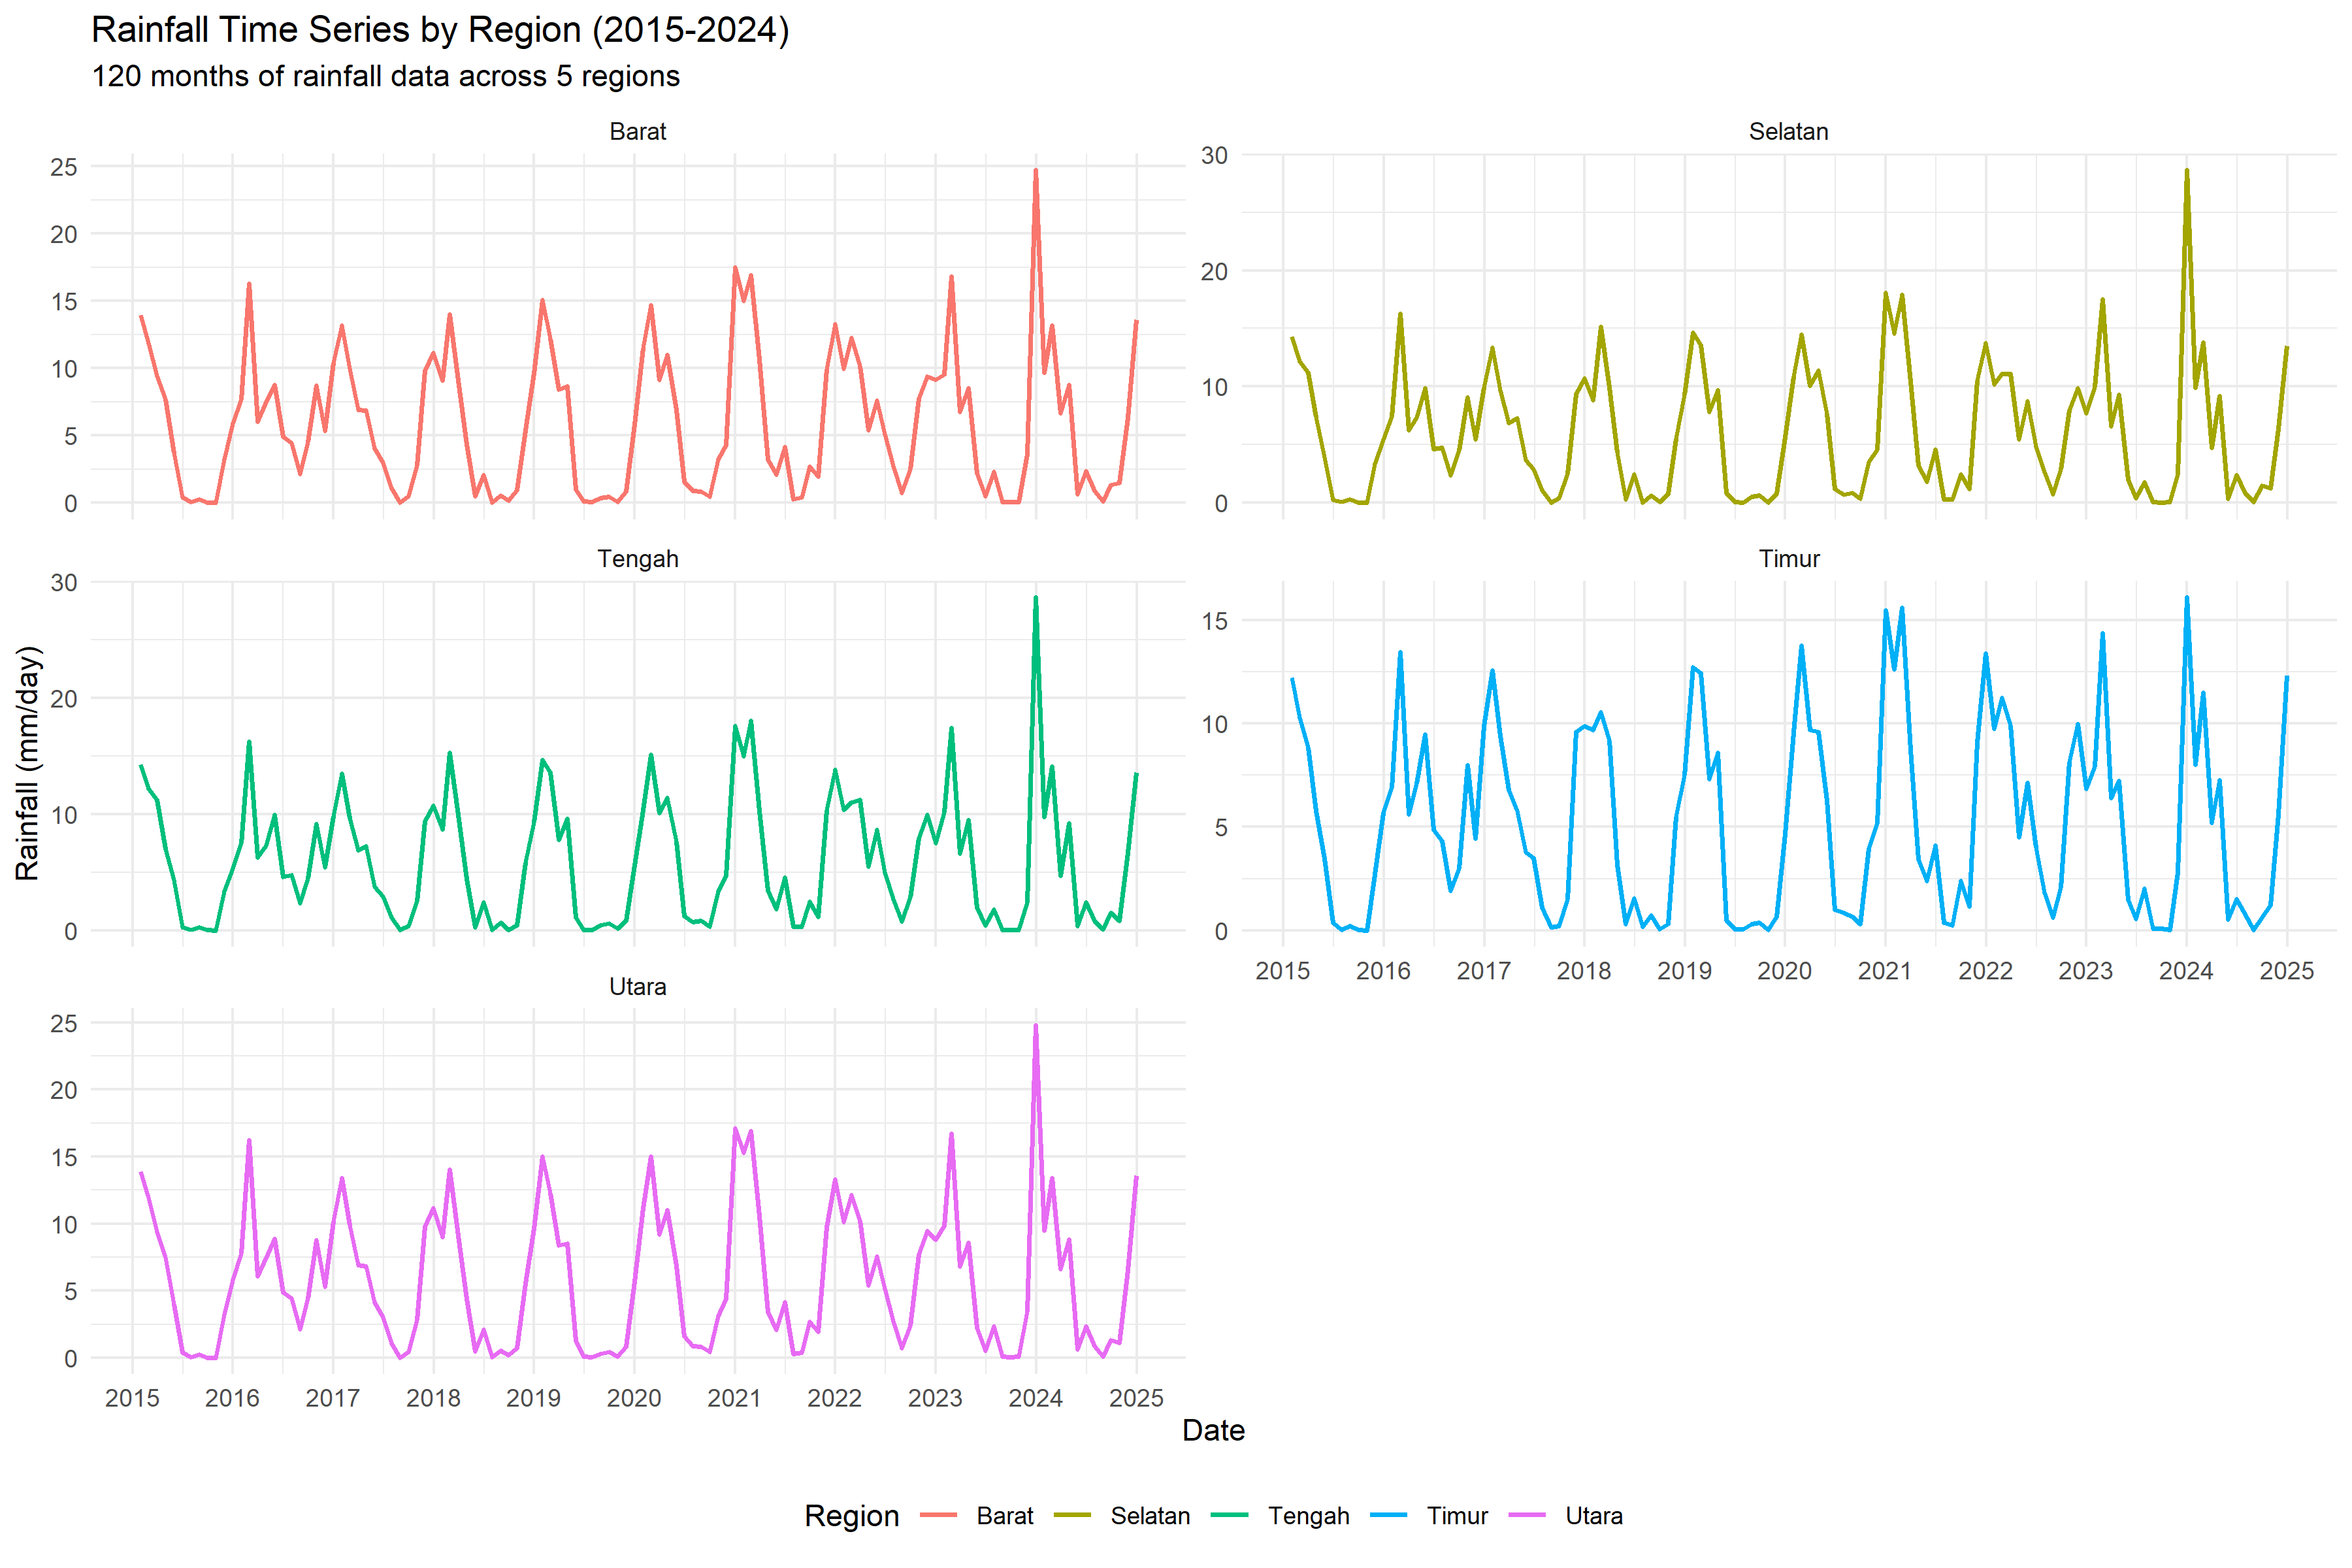 Rainfall Time Series by Region (2015-2024)
120 months of rainfall data across 5 regions
Barat
25
20
15
10
5
0
Selatan
30
20
10
0
Tengah
30
20
10
0
Timur
15
10
5
0
2015 2016 2017 2018 2019 2020 2021 2022 2023 2024 2025
Utara
25
20
15
10
5
0
2015 2016 2017 2018 2019 2020 2021 2022 2023 2024 2025
Rainfall (mm/day)
Date
Region Barat Selatan Tengah Timur Utara